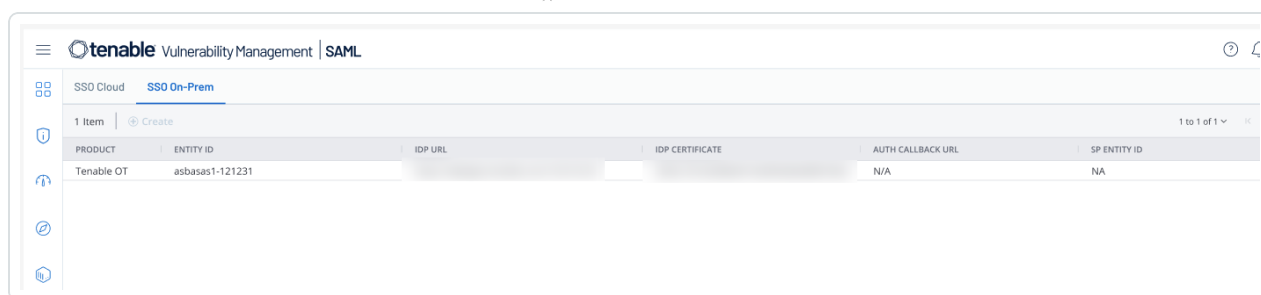 tenable Vulnerability Management | SAML
SSO Cloud SSO On-Prem
1 Item Create 1 to 1 of 1
PRODUCT ENTITY ID IDP URL IDP CERTIFICATE AUTH CALLBACK URL SP ENTITY ID
Tenable OT asbasas1-121231 N/A NA